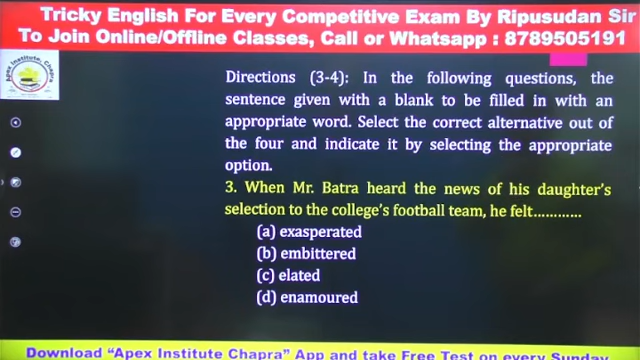 Tricky English For Every Competitive Exam By Ripusudan Sir
To Join Online/Offline Classes, Call or Whatsapp : 8789505191
Apex Institute, Chapra
Directions (3-4): In the following questions, the
sentence given with a blank to be filled in with an
appropriate word. Select the correct alternative out of
the four and indicate it by selecting the appropriate
option.
3. When Mr. Batra heard the news of his daughter's
selection to the college's football team, he felt............
(a) exasperated
(b) embittered
(c) elated
(d) enamoured
Download "Apex Institute Chapra" App and take Free Test on every Sunday